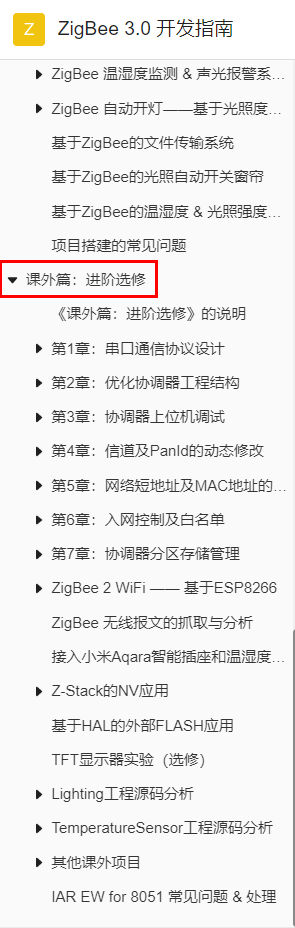 Z ZigBee 3.0 开发指南
ZigBee 温湿度监测 & 声光报警系...
ZigBee 自动开灯——基于光照度...
基于ZigBee的文件传输系统
基于ZigBee的光照自动开关窗帘
基于ZigBee的温湿度 & 光照强度...
项目搭建的常见问题
课外篇：进阶选修
《课外篇：进阶选修》的说明
第1章：串口通信协议设计
第2章：优化协调器工程结构
第3章：协调器上位机调试
第4章：信道及PanId的动态修改
第5章：网络短地址及MAC地址的...
第6章：入网控制及白名单
第7章：协调器分区存储管理
ZigBee 2 WiFi —— 基于ESP8266
ZigBee 无线报文的抓取与分析
接入小米Aqara智能插座和温湿度...
Z-Stack的NV应用
基于HAL的外部FLASH应用
TFT显示器实验（选修）
Lighting工程源码分析
TemperatureSensor工程源码分析
其他课外项目
IAR EW for 8051 常见问题 & 处理